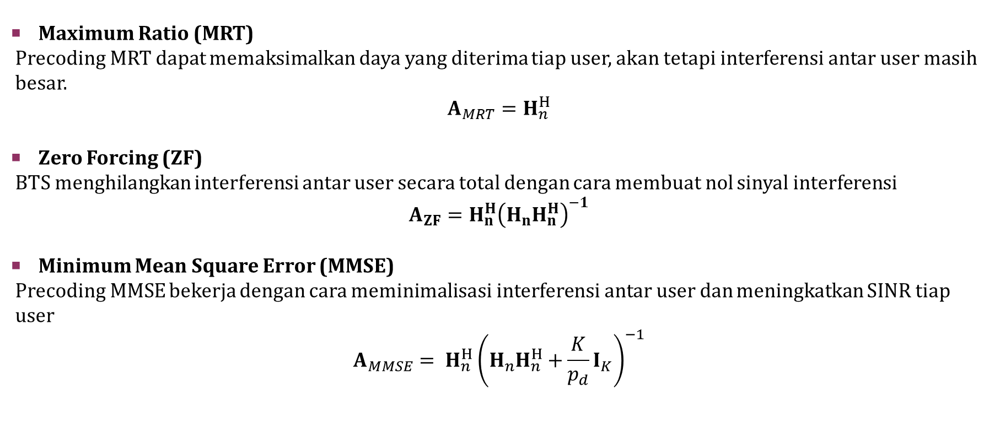 ▪ Maximum Ratio (MRT)
Precoding MRT dapat memaksimalkan daya yang diterima tiap user, akan tetapi interferensi antar user masih
besar.
$\mathbf{A}_{MRT} = \mathbf{H}_n^{\mathrm{H}}$
▪ Zero Forcing (ZF)
BTS menghilangkan interferensi antar user secara total dengan cara membuat nol sinyal interferensi
$\mathbf{A_{ZF}} = \mathbf{H_n^H}\left(\mathbf{H_n H_n^H}\right)^{\mathbf{-1}}$
▪ Minimum Mean Square Error (MMSE)
Precoding MMSE bekerja dengan cara meminimalisasi interferensi antar user dan meningkatkan SINR tiap
user
$\mathbf{A}_{MMSE} = \mathbf{H}_n^{\mathrm{H}}\left(\mathbf{H}_n\mathbf{H}_n^{\mathrm{H}} + \frac{K}{p_d}\mathbf{I}_K\right)^{-1}$